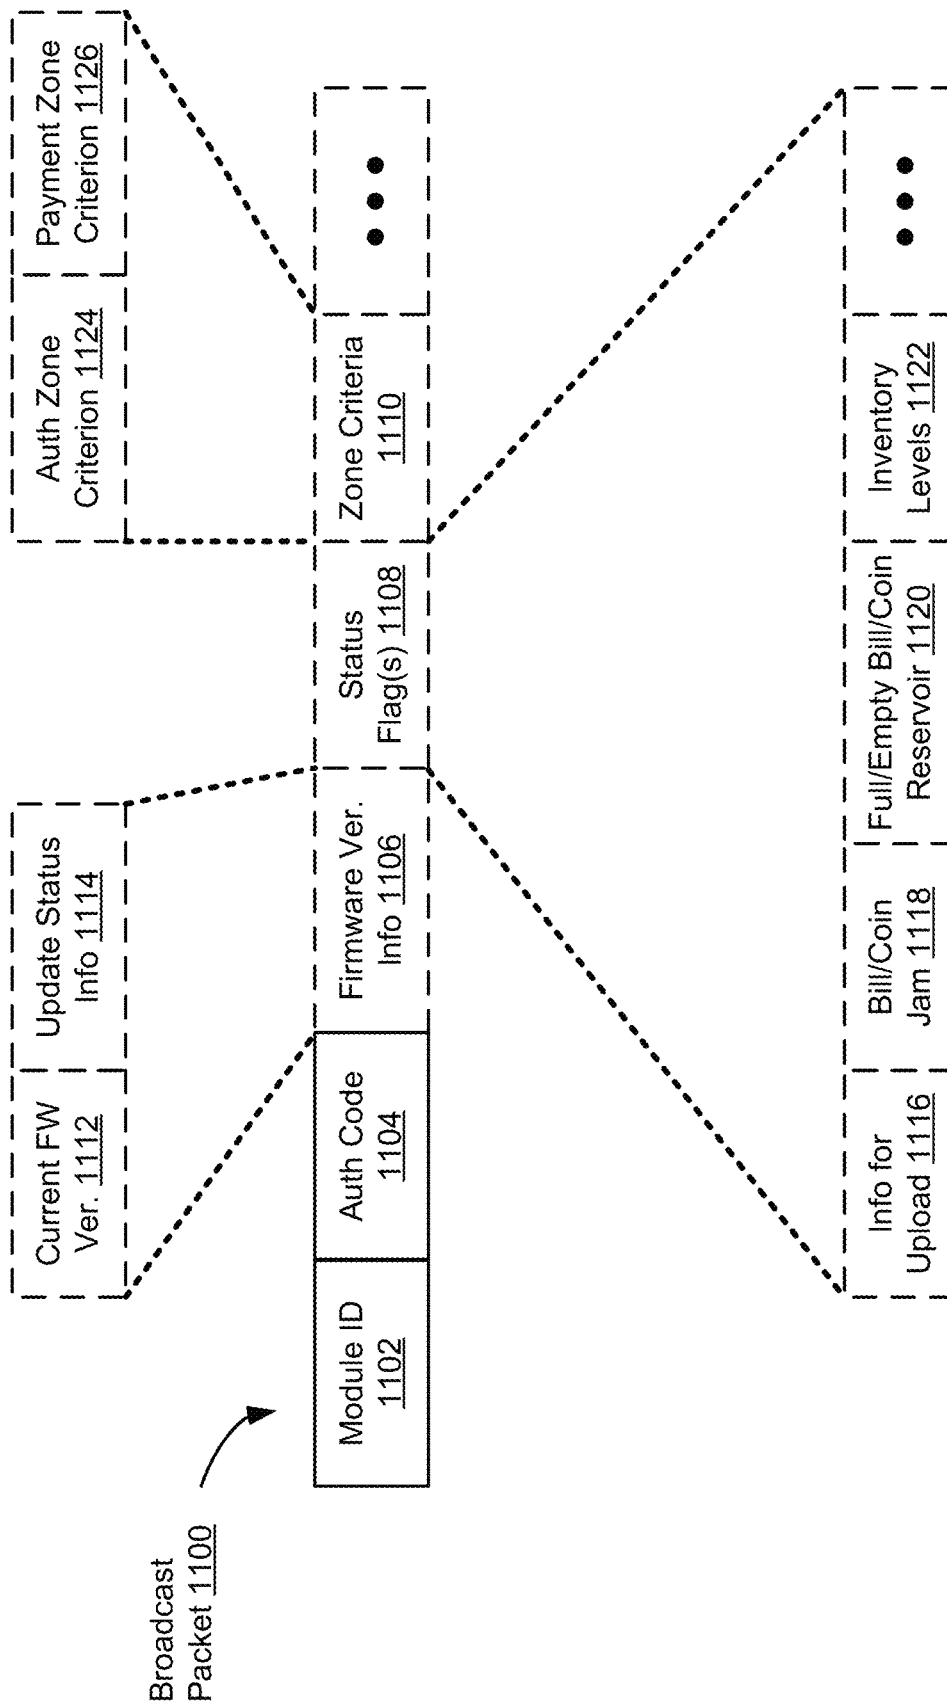 Current FW
Ver. 1112
Update Status
Info 1114
Auth Zone
Criterion 1124
Payment Zone
Criterion 1126
Broadcast
Packet 1100
Module ID
1102
Auth Code
1104
Firmware Ver.
Info 1106
Status
Flag(s) 1108
Zone Criteria
1110
Info for
Upload 1116
Bill/Coin
Jam 1118
Full/Empty Bill/Coin
Reservoir 1120
Inventory
Levels 1122